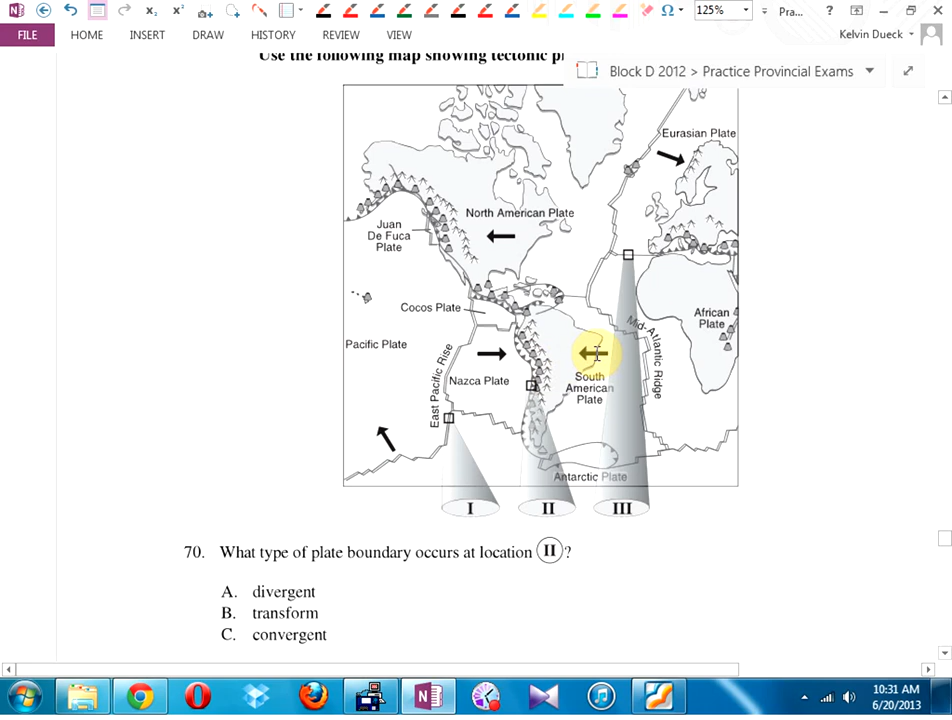 125%
Pra...
?
FILE
HOME
INSERT
DRAW
HISTORY
REVIEW
VIEW
Kelvin Dueck
Use the following map showing tectonic pl
Block D 2012 > Practice Provincial Exams
Eurasian Plate
North American Plate
Juan
De Fuca
Plate
Cocos Plate
African
Plate
Mid-Atlantic Ridge
Pacific Plate
East Pacific Rise
Nazca Plate
South
American
Plate
Antarctic Plate
I
II
III
70. What type of plate boundary occurs at location II ?
A. divergent
B. transform
C. convergent
10:31 AM
6/20/2013